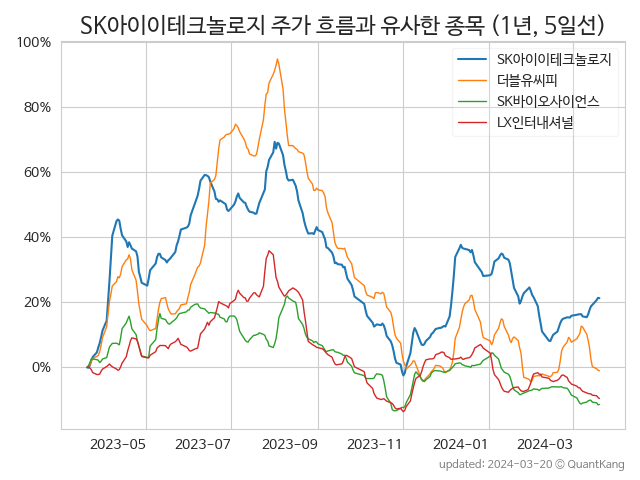 SK아이이테크놀로지 주가 흐름과 유사한 종목 (1년, 5일선)
100%
80%
60%
40%
20%
0%
SK아이이테크놀로지
더블유씨피
SK바이오사이언스
LX인터내셔널
2023-05 2023-07 2023-09 2023-11 2024-01 2024-03
updated: 2024-03-20 © QuantKang